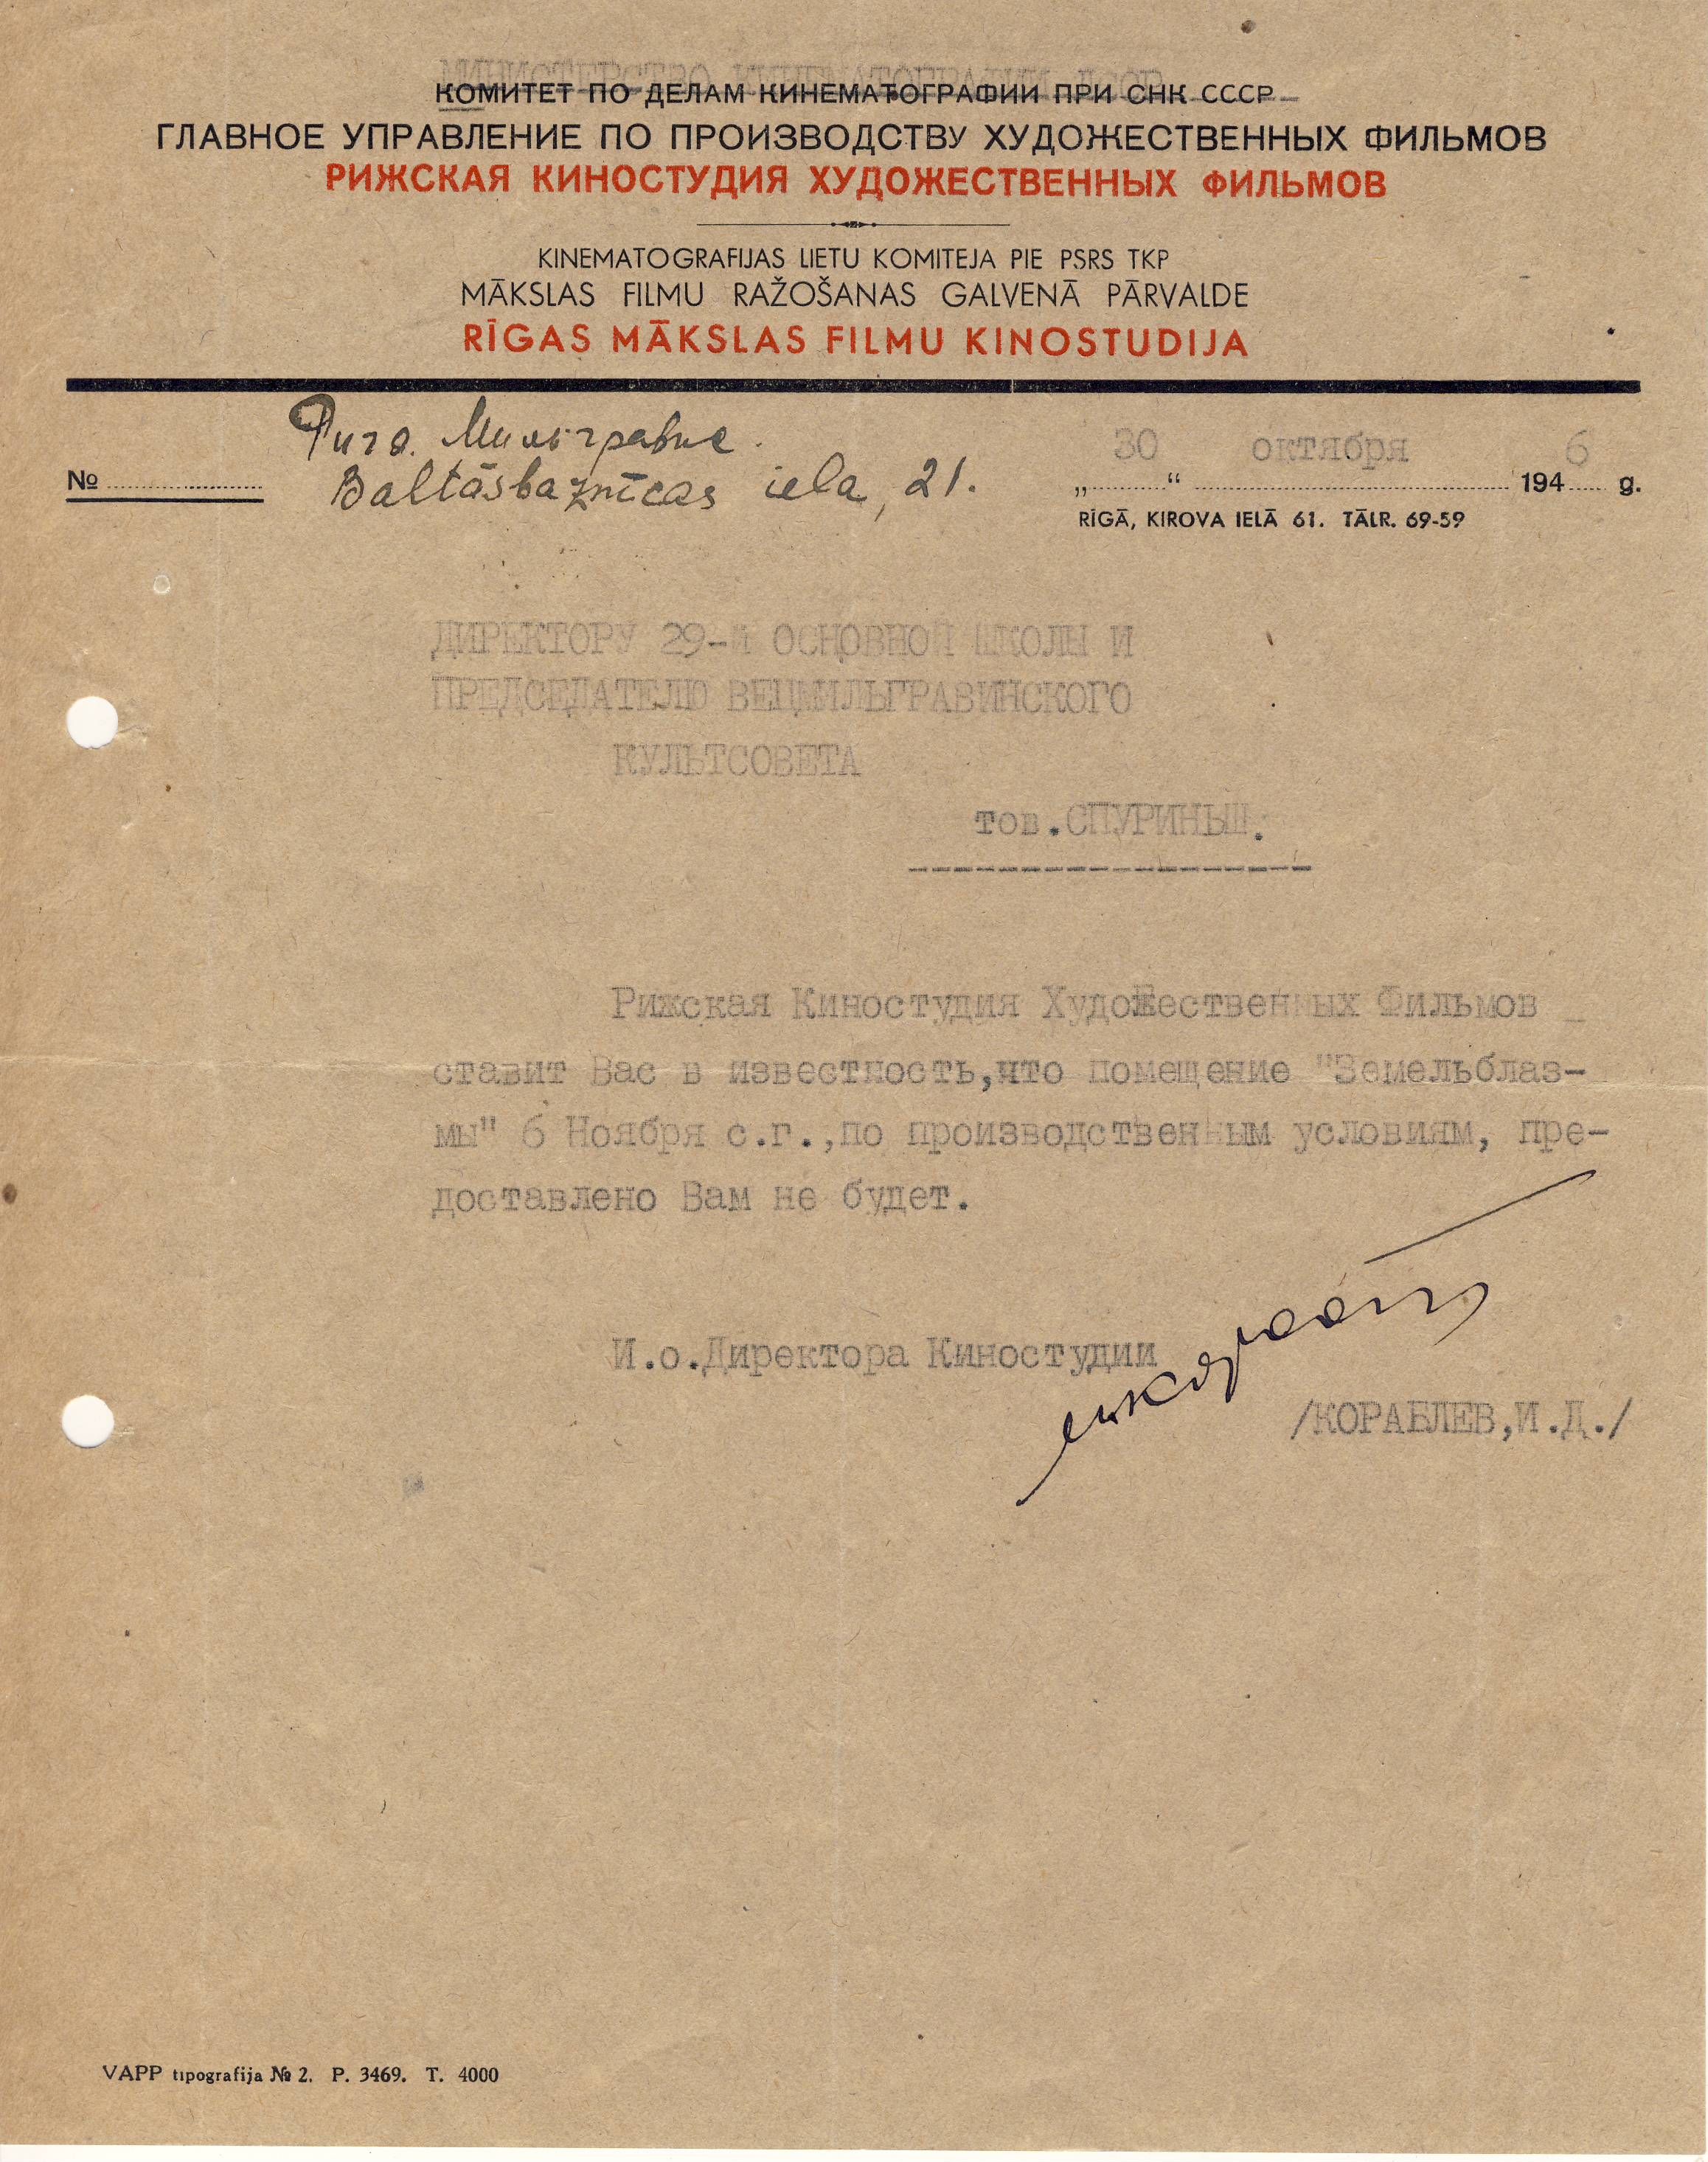 МИНИСТЕРСТВО КИНЕМАТОГРАФИИ
КОМИТЕТ ПО ДЕЛАМ КИНЕМАТОГРАФИИ ПРИ СНК СССР
ГЛАВНОЕ УПРАВЛЕНИЕ ПО ПРОИЗВОДСТВУ ХУДОЖЕСТВЕННЫХ ФИЛЬМОВ
РИЖСКАЯ КИНОСТУДИЯ ХУДОЖЕСТВЕННЫХ ФИЛЬМОВ
KINEMATOGRAFIJAS LIETU KOMITEJA PIE PSRS TKP
MĀKSLAS FILMU RAŽOŠANAS GALVENĀ PĀRVALDE
RĪGAS MĀKSLAS FILMU KINOSTUDIJA
Рига. Мильгравис.
№ Baltāsbaznīcas iela, 21.
„30“ октября 1946 g.
RĪGĀ, KIROVA IELĀ 61. TĀLR. 69-59
ДИРЕКТОРУ 29-Й ОСНОВНОЙ ШКОЛЫ И
ПРЕДСЕДАТЕЛЮ ВЕЦМИЛЬГРАВИНСКОГО
КУЛЬТСОВЕТА
тов.СПУРИНЬШ.
Рижская Киностудия Художественных Фильмов
ставит Вас в известность,что помещение "Земельблаз-
мы" 6 Ноября с.г.,по производственным условиям, пре-
доставлено Вам не будет.
И.о.Директора Киностудии
/КОРАБЛЕВ,И.Д./
VAPP tipografija № 2. P. 3469. T. 4000